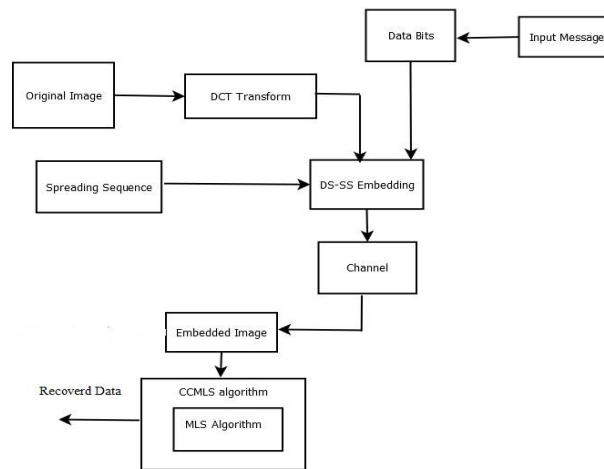 Data Bits
Input Message
Original Image
DCT Transform
Spreading Sequence
DS-SS Embedding
Channel
Embedded Image
Recoverd Data
CCMLS algorithm
MLS Algorithm